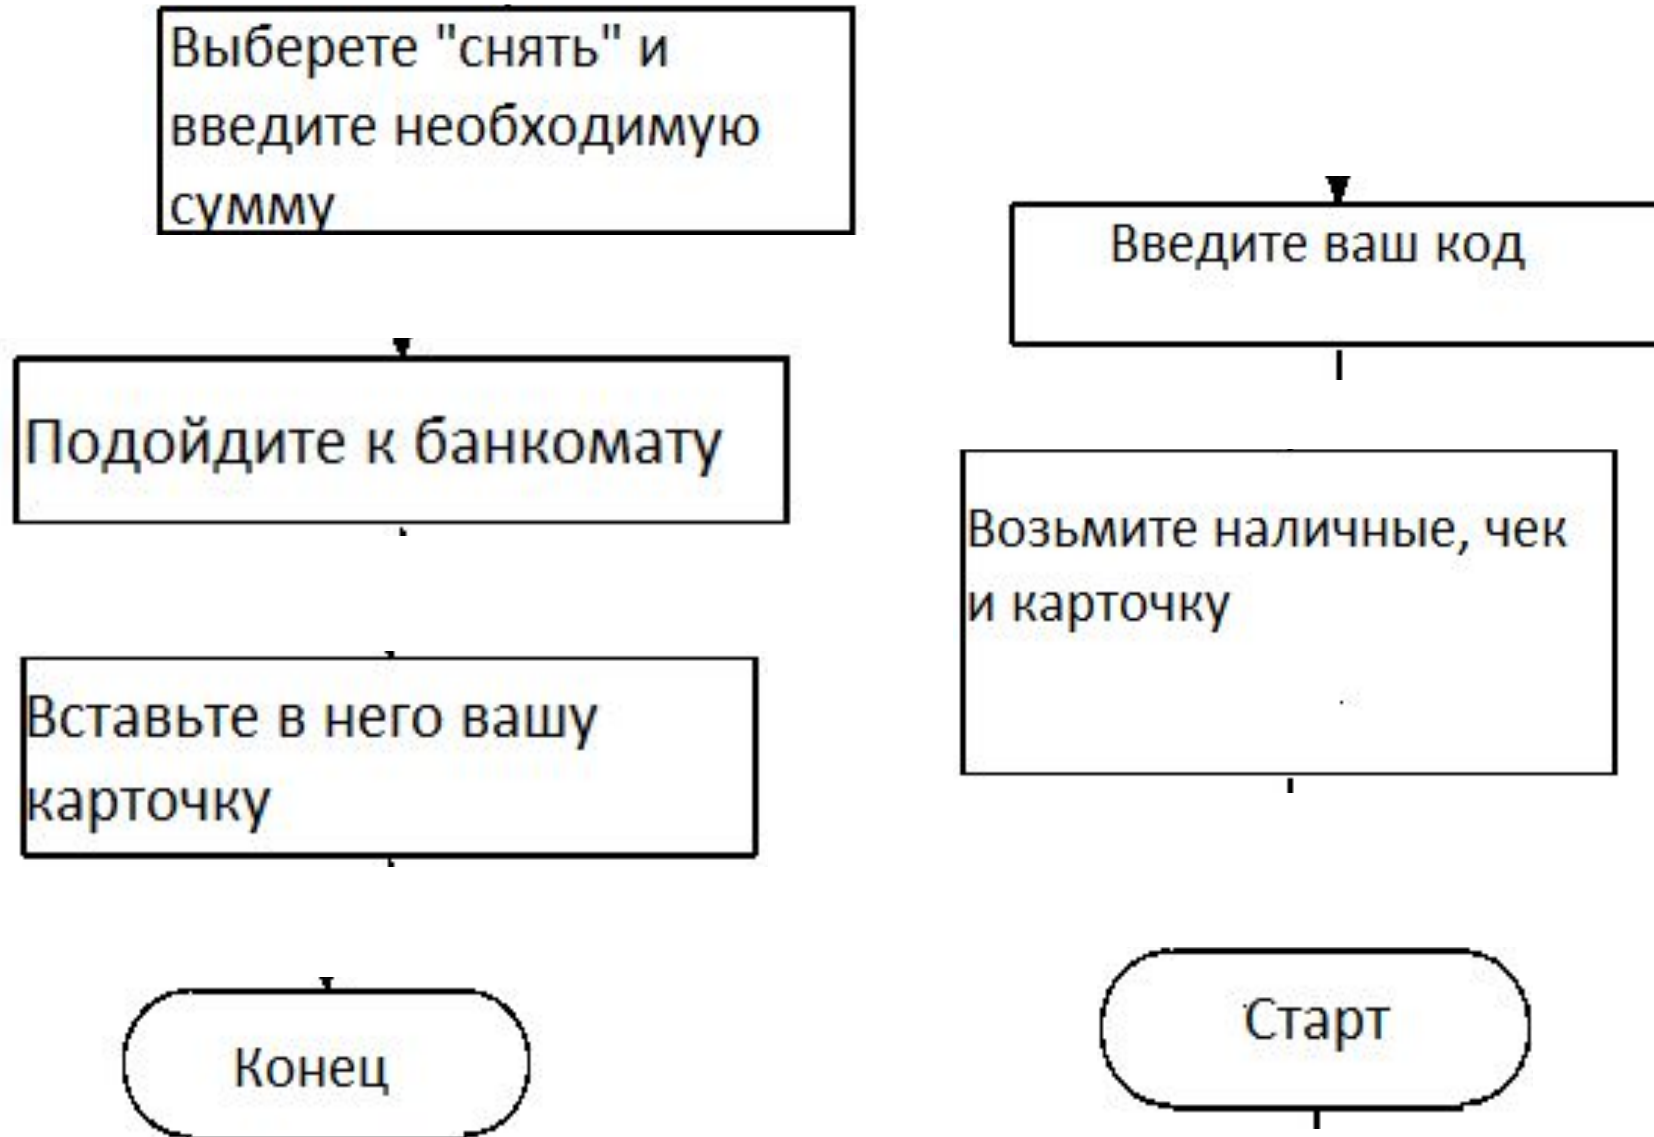 Выберете "снять" и
введите необходимую
сумму
Введите ваш код
Подойдите к банкомату
Возьмите наличные, чек
и карточку
Вставьте в него вашу
карточку
Старт
Конец